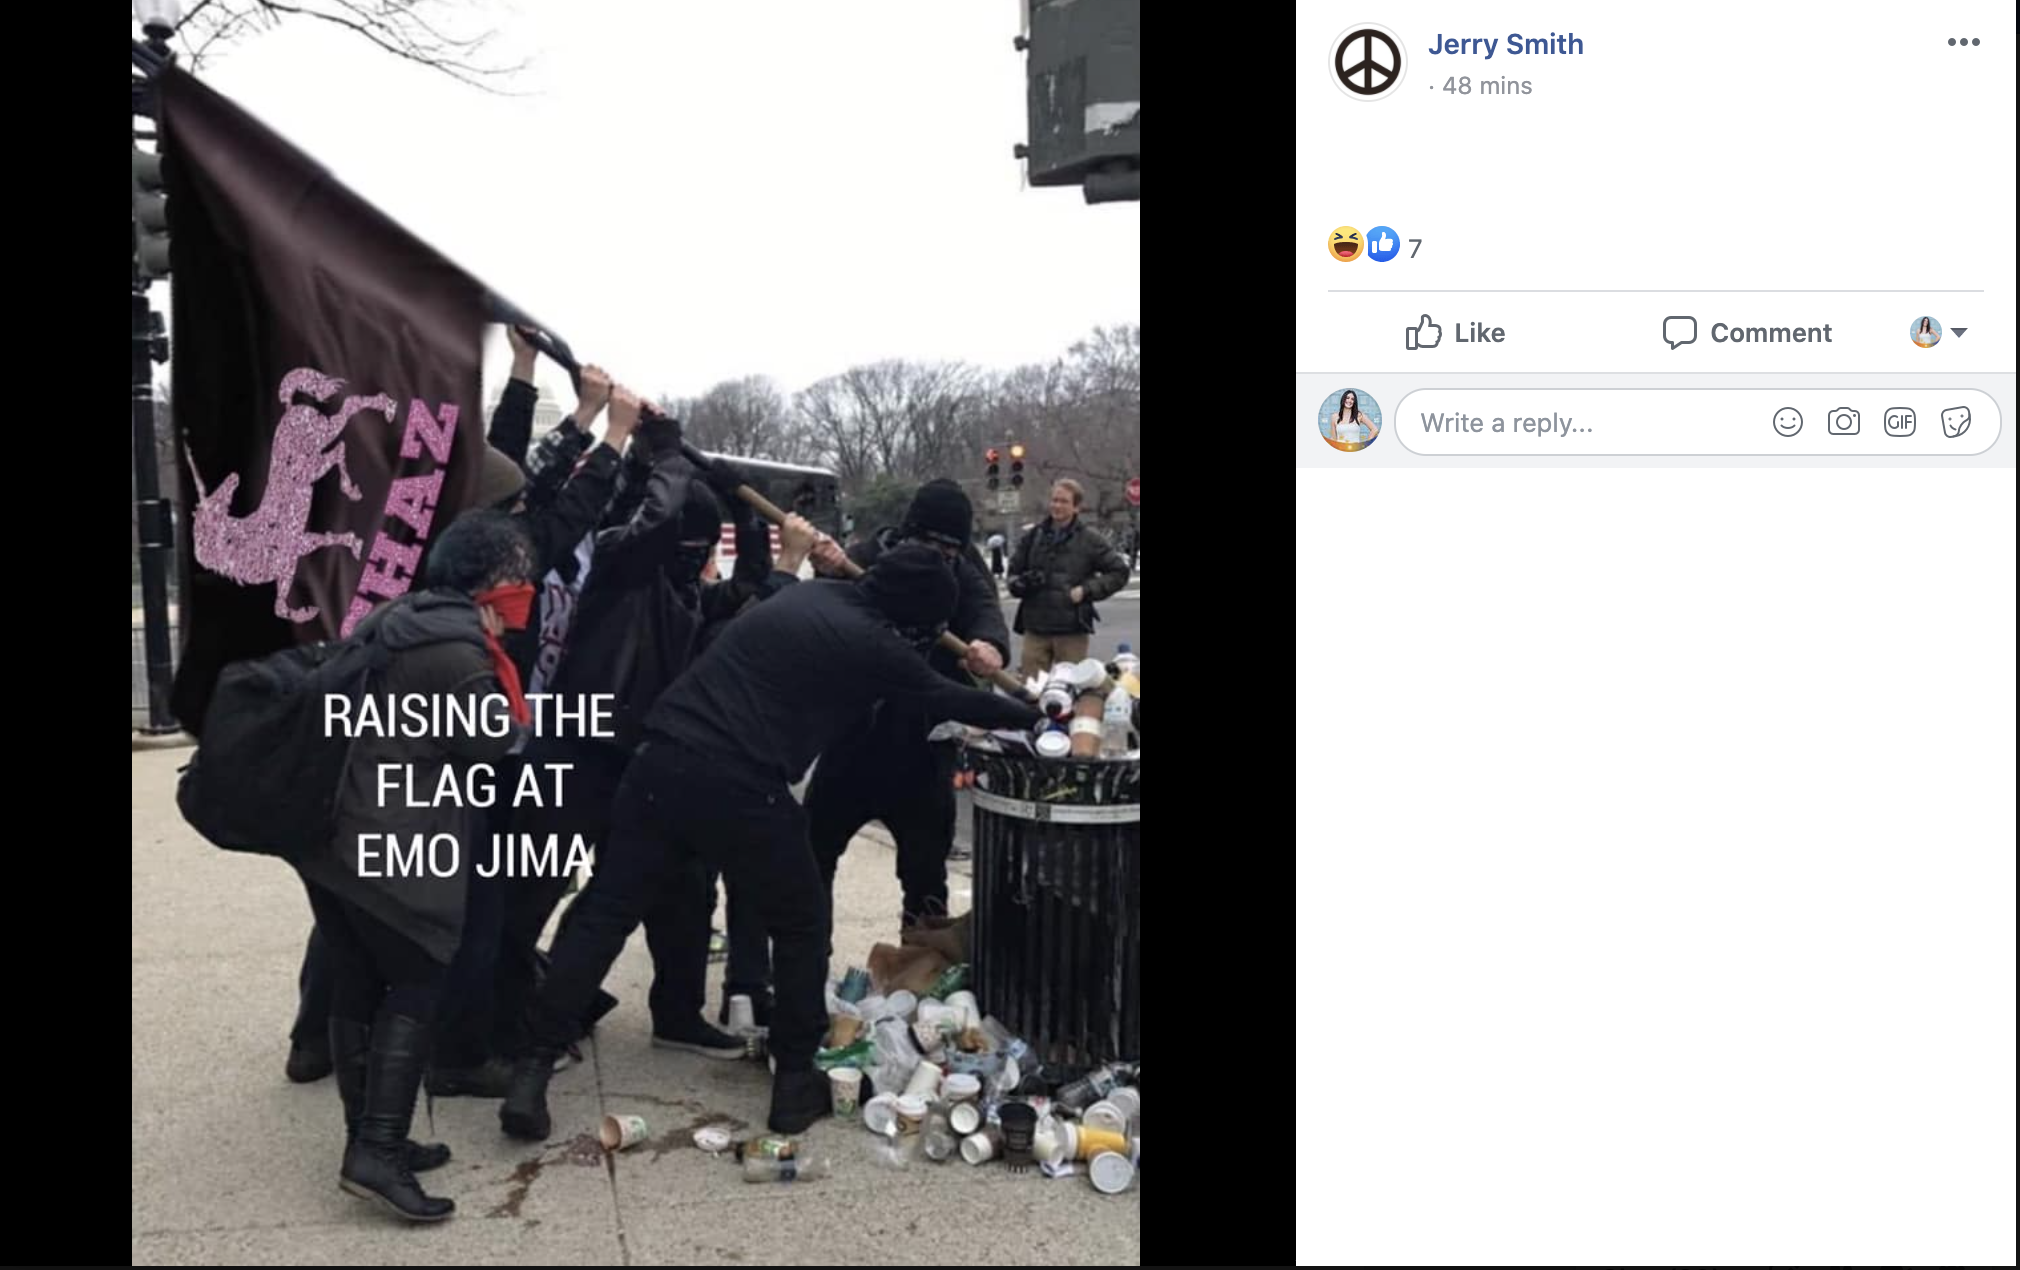 Jerry Smith
· 48 mins
7
Like
Comment
Write a reply...
GIF
CHAZ
RAISING THE
FLAG AT
EMO JIMA